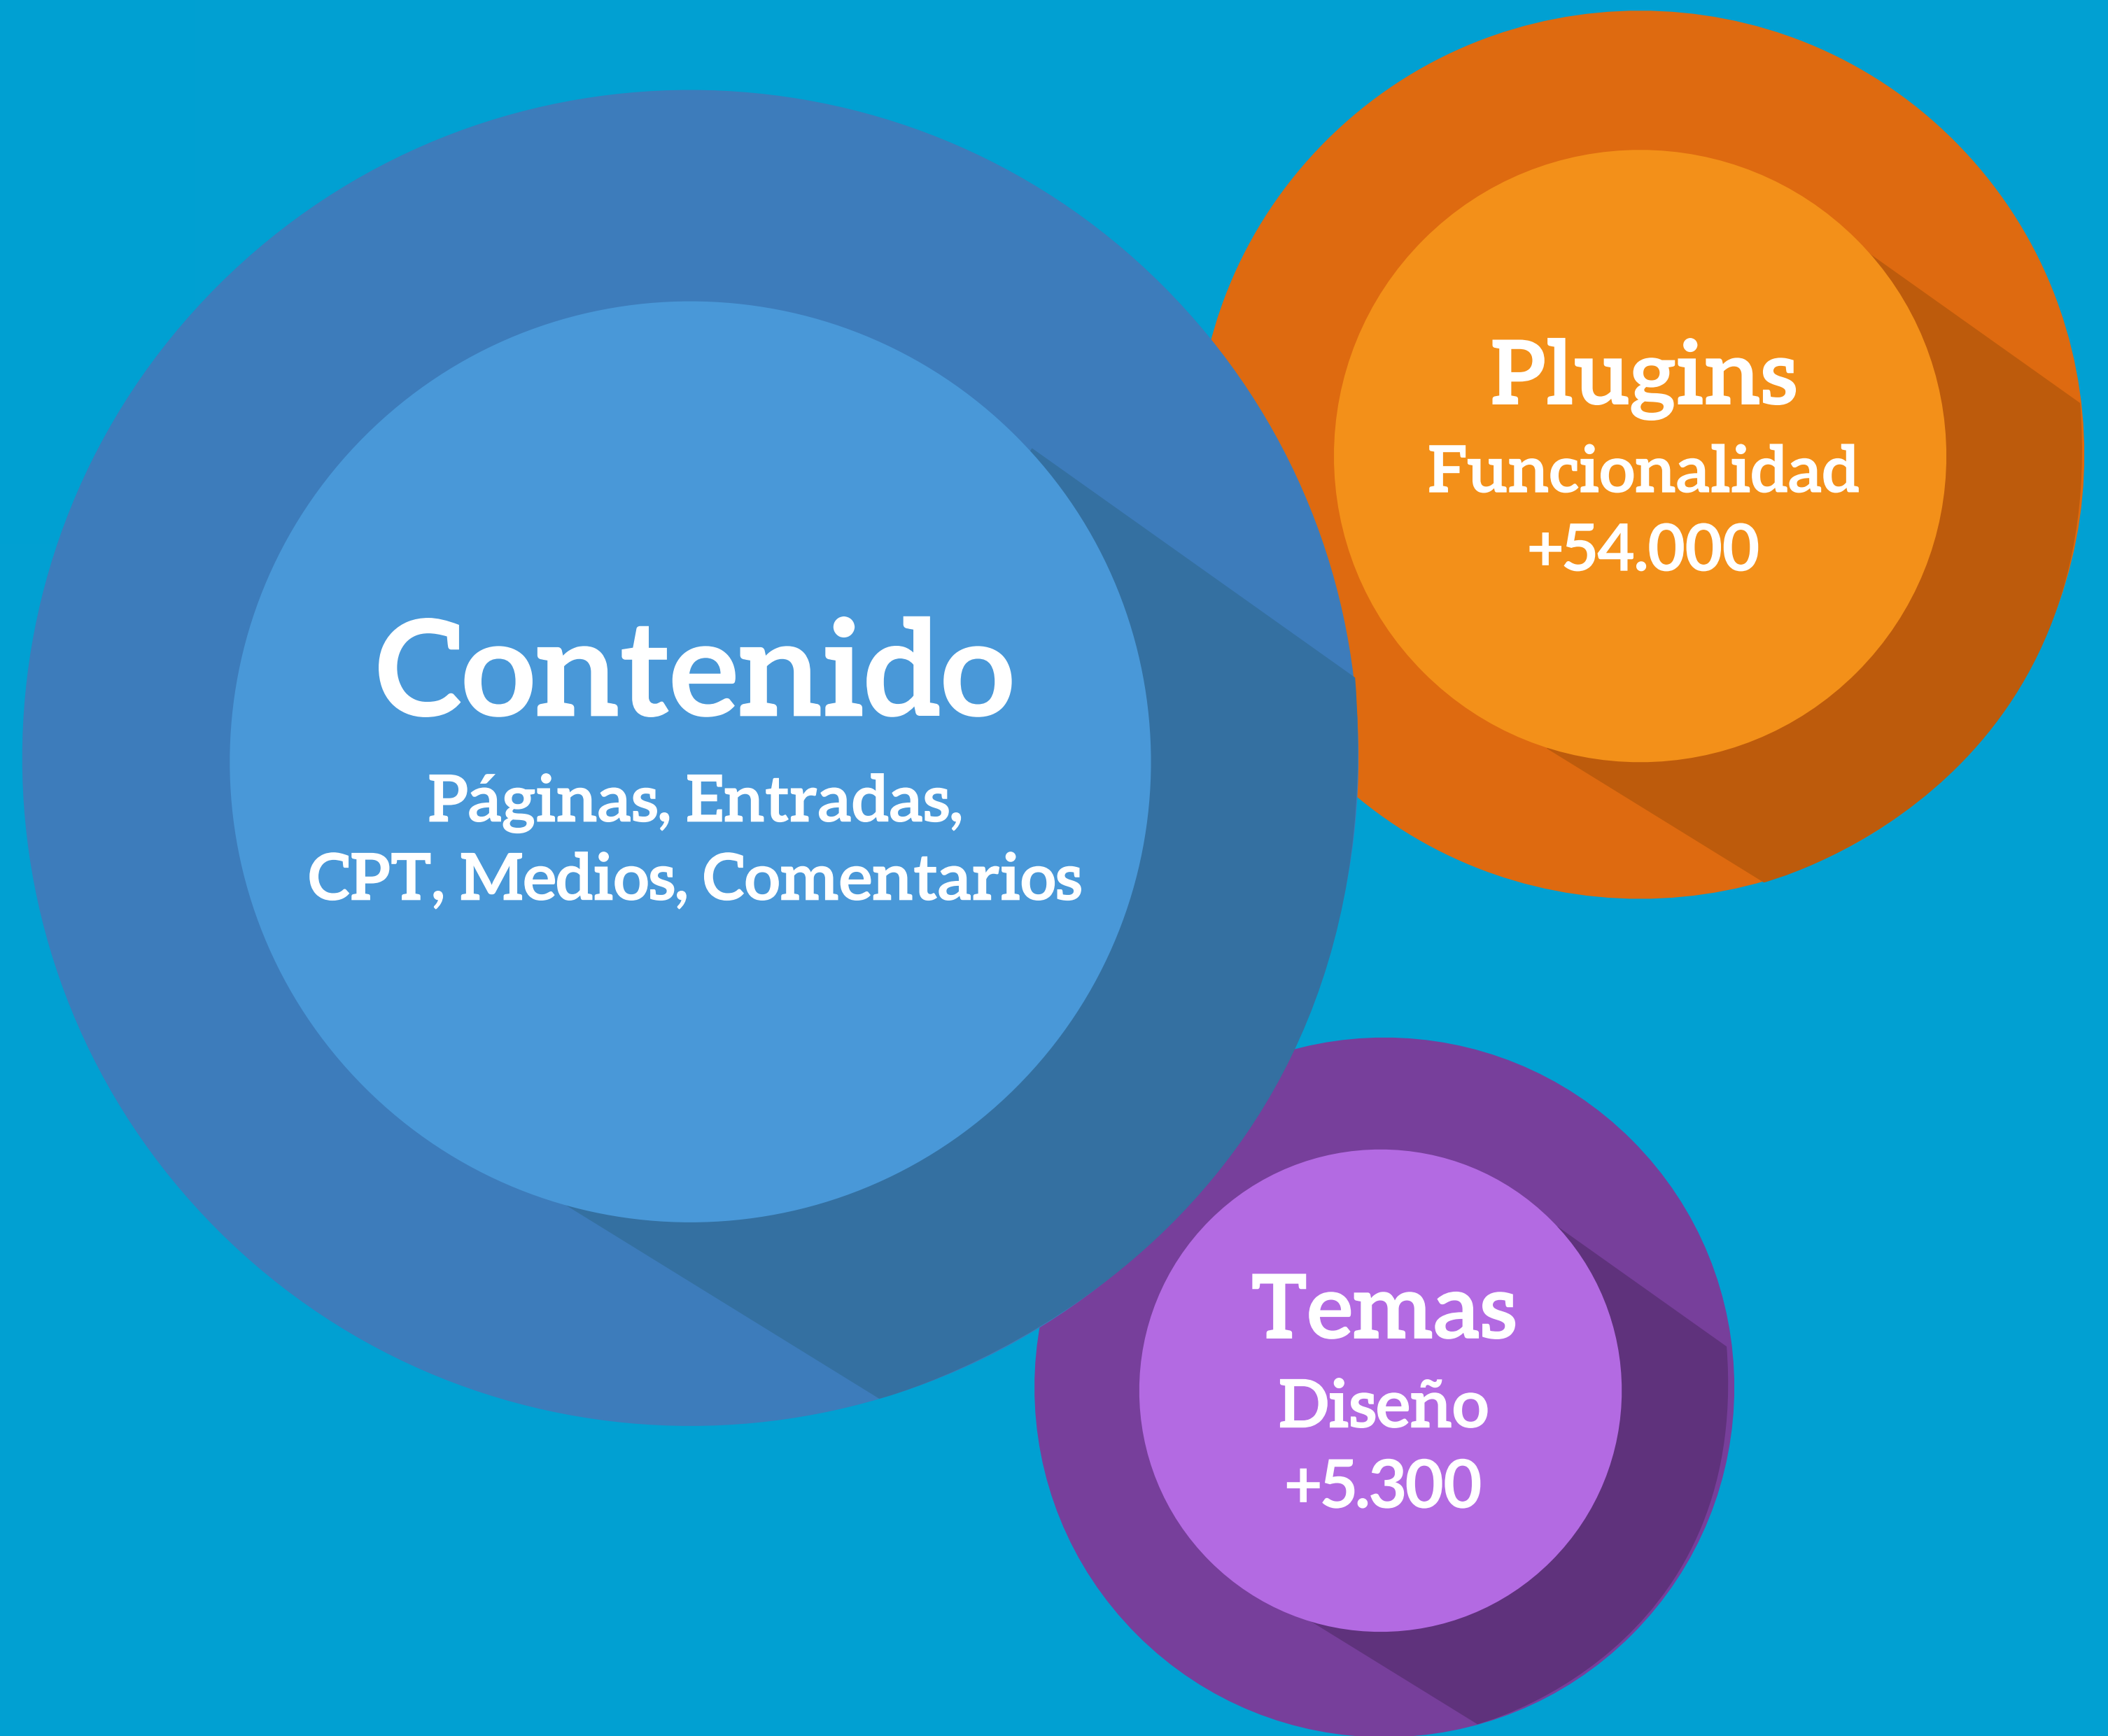 Contenido
Páginas, Entradas,
CPT, Medios, Comentarios
Plugins
Funcionalidad
+54.000
Temas
Diseño
+5.300